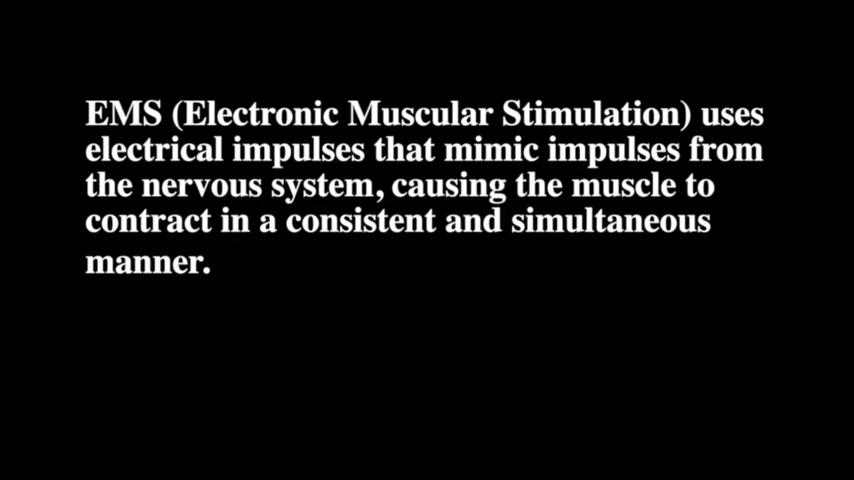 EMS (Electronic Muscular Stimulation) uses
electrical impulses that mimic impulses from
the nervous system, causing the muscle to
contract in a consistent and simultaneous
manner.